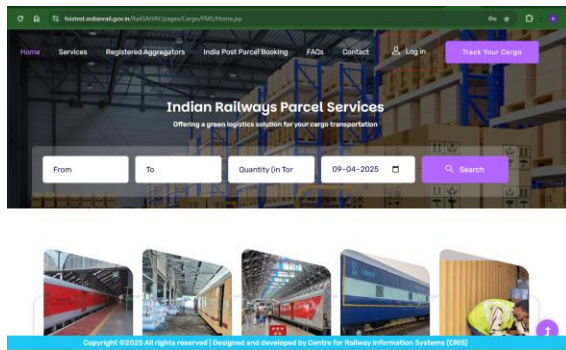 foistest.indianrail.gov.in/RailSAHAY/pages/Cargo/PMS/Home.jsp
Home Services Registered Aggregators India Post Parcel Booking FAQs Contact Log in Track Your Cargo
Indian Railways Parcel Services
Offering a green logistics solution for your cargo transportation
From To Quantity (in Tor 09-04-2025 Search
Copyright ©2025 All rights reserved | Designed and developed by Centre for Railway Information Systems (CRIS)